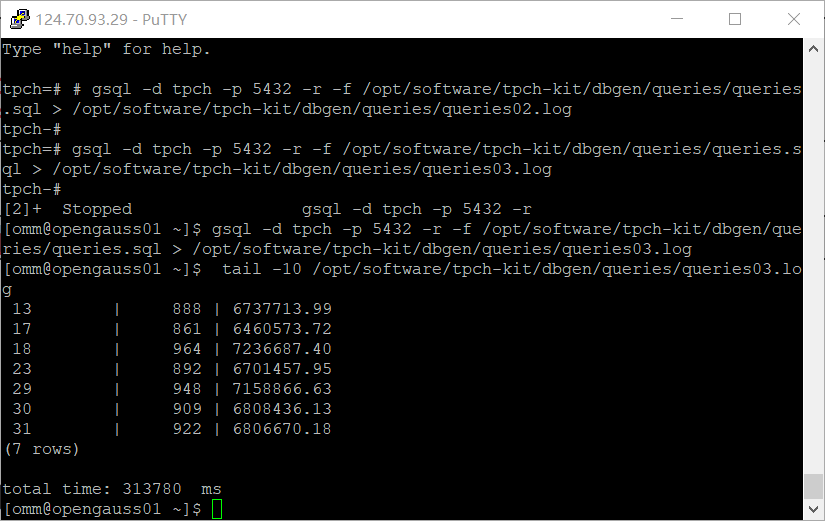 124.70.93.29 - PuTTY
Type "help" for help.
tpch=# # gsql -d tpch -p 5432 -r -f /opt/software/tpch-kit/dbgen/queries/queries
.sql > /opt/software/tpch-kit/dbgen/queries/queries02.log
tpch-#
tpch=# gsql -d tpch -p 5432 -r -f /opt/software/tpch-kit/dbgen/queries/queries.s
ql > /opt/software/tpch-kit/dbgen/queries/queries03.log
tpch-#
[2]+  Stopped                 gsql -d tpch -p 5432 -r
[omm@opengauss01 ~]$ gsql -d tpch -p 5432 -r -f /opt/software/tpch-kit/dbgen/que
ries/queries.sql > /opt/software/tpch-kit/dbgen/queries/queries03.log
[omm@opengauss01 ~]$  tail -10 /opt/software/tpch-kit/dbgen/queries/queries03.lo
g
 13        |     888 | 6737713.99
 17        |     861 | 6460573.72
 18        |     964 | 7236687.40
 23        |     892 | 6701457.95
 29        |     948 | 7158866.63
 30        |     909 | 6808436.13
 31        |     922 | 6806670.18
(7 rows)
total time: 313780  ms
[omm@opengauss01 ~]$